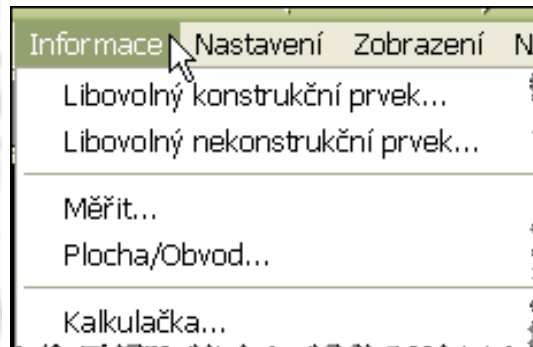 Informace Nastavení Zobrazení N
Libovolný konstrukční prvek...
Libovolný nekonstrukční prvek...
Měřit...
Plocha/Obvod...
Kalkulačka...